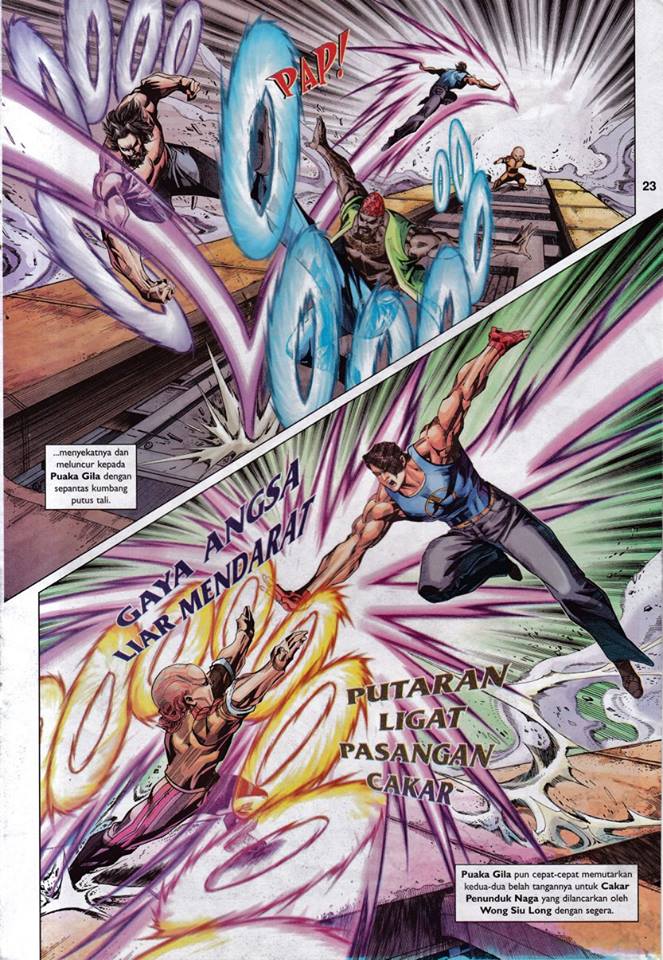 PAP!
23
...menyekatnya dan
meluncur kepada
Puaka Gila dengan
sepantas kumbang
putus tali.
GAYA ANGSA
LIAR MENDARAT
PUTARAN
LIGAT
PASANGAN
CAKAR
Puaka Gila pun cepat-cepat memutarkan
kedua-dua belah tangannya untuk Cakar
Penunduk Naga yang dilancarkan oleh
Wong Siu Long dengan segera.